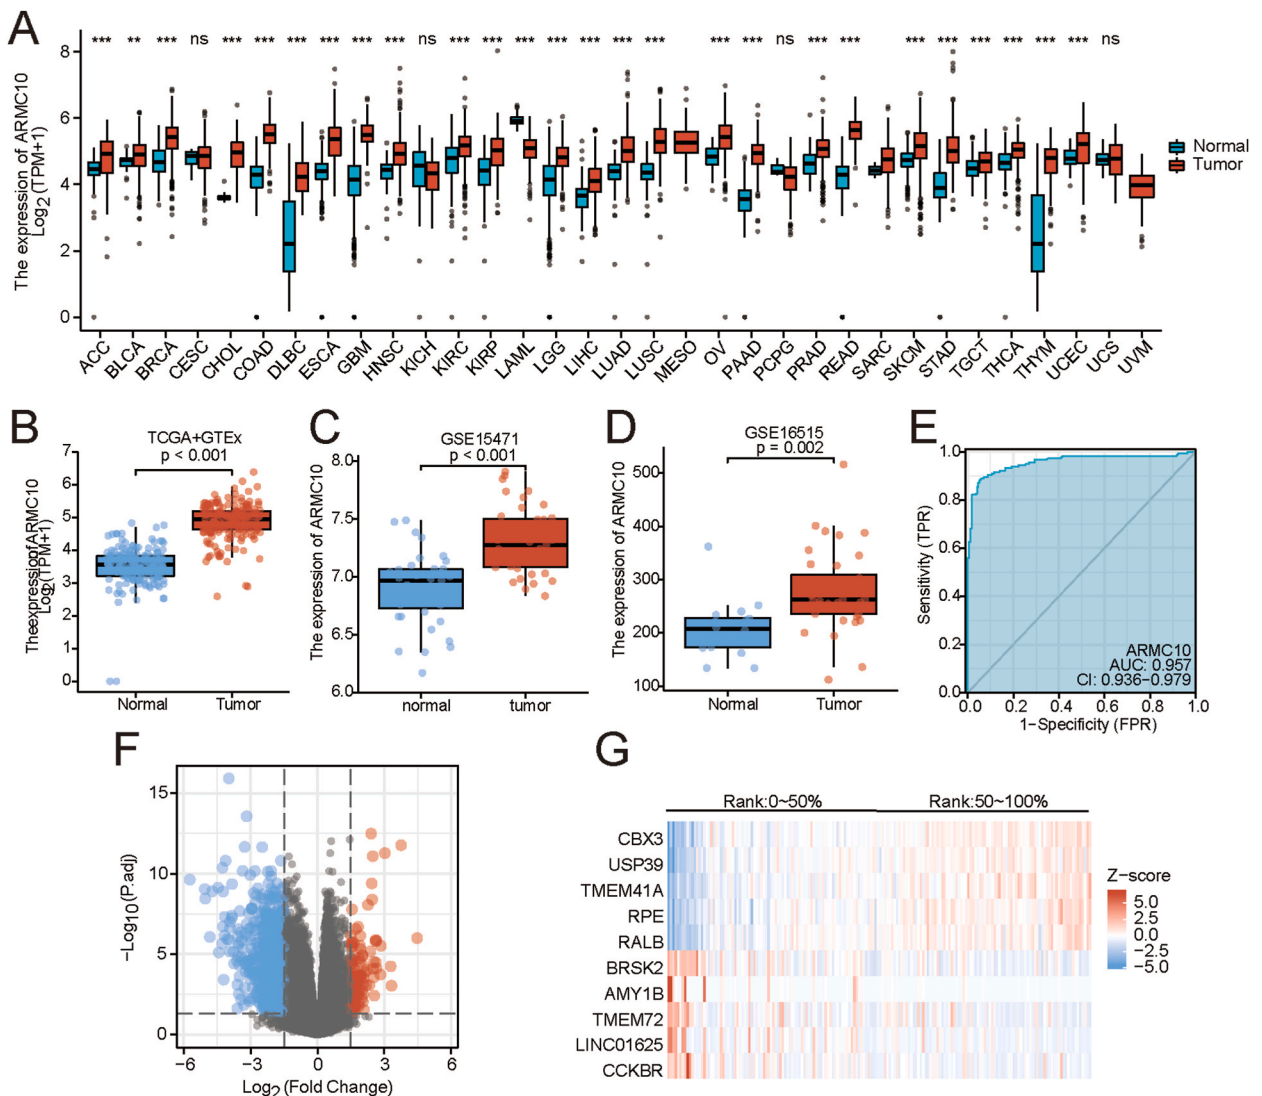 A
*** ** *** ns *** *** *** *** *** *** ns *** *** *** *** *** *** *** *** *** ns *** *** *** *** *** *** *** *** ns
The expression of ARMC10
Log2(TPM+1)
8
6
4
2
0
Normal
Tumor
ACC BLCA BRCA CESC CHOL COAD DLBC ESCA GBM HNSC KICH KIRC KIRP LAML LGG LIHC LUAD LUSC MESO OV PAAD PCPG PRAD READ SARC SKCM STAD TGCT THCA THYM UCEC UCS UVM
B
TCGA+GTEx
p < 0.001
The expression of ARMC10
Log2(TPM+1)
7
6
5
4
3
2
1
0
Normal Tumor
C
GSE15471
p < 0.001
The expression of ARMC10
8.0
7.5
7.0
6.5
6.0
normal tumor
D
GSE16515
p = 0.002
The expression of ARMC10
500
400
300
200
100
Normal Tumor
E
Sensitivity (TPR)
1.0
0.8
0.6
0.4
0.2
0.0
ARMC10
AUC: 0.957
CI: 0.936−0.979
0.0 0.2 0.4 0.6 0.8 1.0
1−Specificity (FPR)
F
−Log10(P.adj)
15
10
5
0
−6 −3 0 3 6
Log2 (Fold Change)
G
Rank:0~50% Rank:50~100%
CBX3
USP39
TMEM41A
RPE
RALB
BRSK2
AMY1B
TMEM72
LINC01625
CCKBR
Z−score
5.0
2.5
0.0
−2.5
−5.0